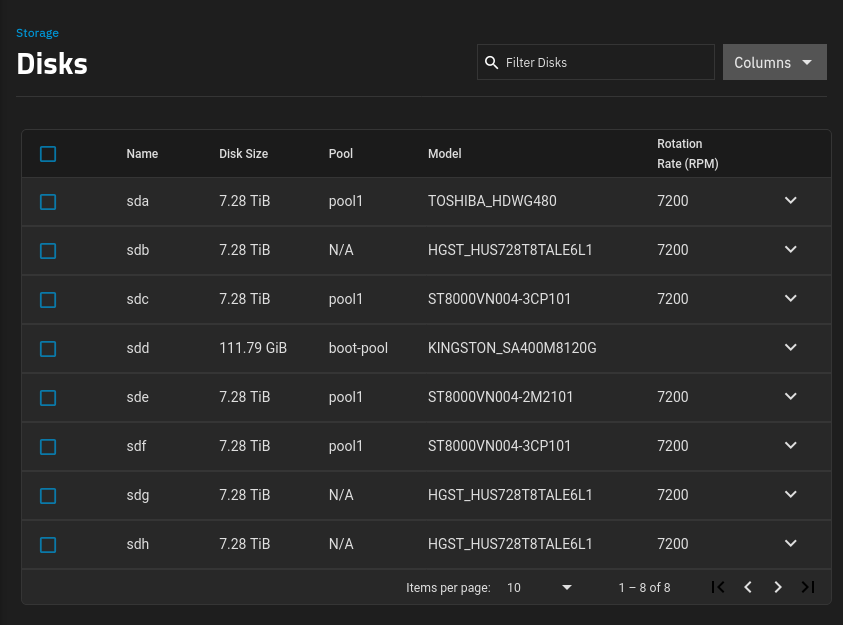 Storage
Disks
Filter Disks
Columns
Name Disk Size Pool Model Rotation
Rate (RPM)
sda 7.28 TiB pool1 TOSHIBA_HDWG480 7200
sdb 7.28 TiB N/A HGST_HUS728T8TALE6L1 7200
sdc 7.28 TiB pool1 ST8000VN004-3CP101 7200
sdd 111.79 GiB boot-pool KINGSTON_SA400M8120G
sde 7.28 TiB pool1 ST8000VN004-2M2101 7200
sdf 7.28 TiB pool1 ST8000VN004-3CP101 7200
sdg 7.28 TiB N/A HGST_HUS728T8TALE6L1 7200
sdh 7.28 TiB N/A HGST_HUS728T8TALE6L1 7200
Items per page: 10 1 – 8 of 8